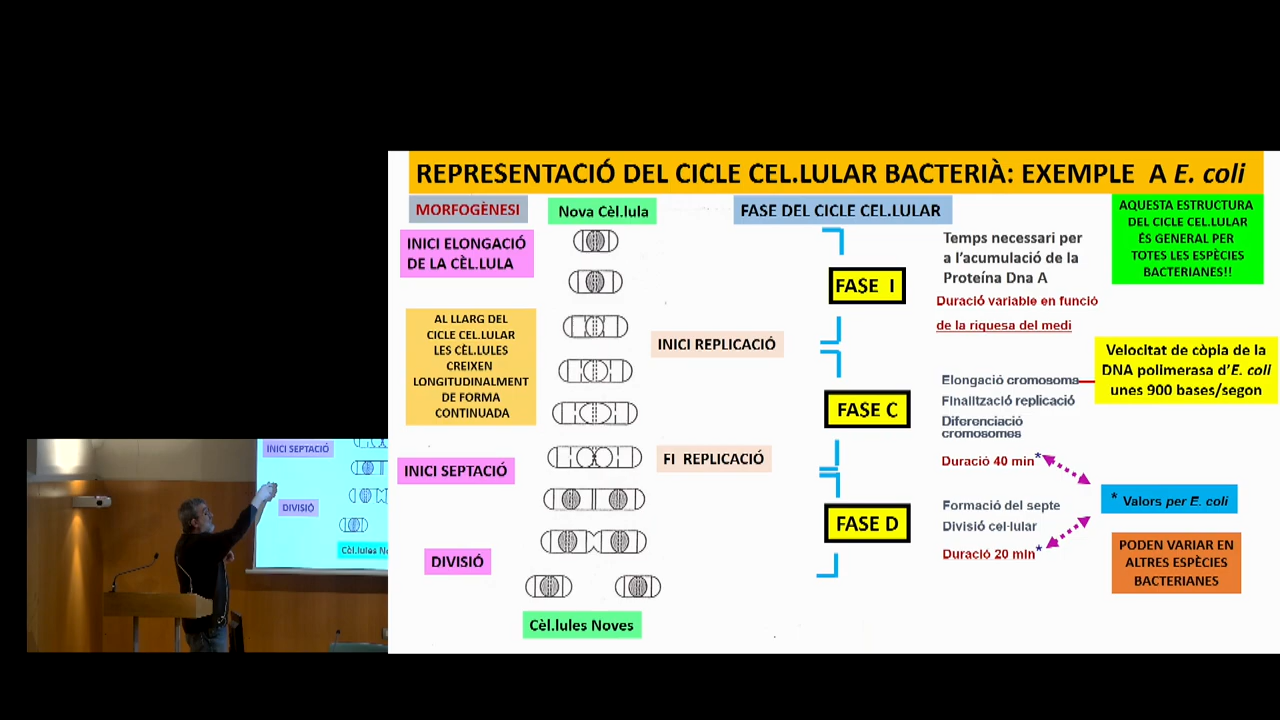 REPRESENTACIÓ DEL CICLE CEL.LULAR BACTERIÀ: EXEMPLE A E. coli
MORFOGÈNESI
Nova Cèl.lula
FASE DEL CICLE CEL.LULAR
AQUESTA ESTRUCTURA
DEL CICLE CEL.LULAR
ÉS GENERAL PER
TOTES LES ESPÈCIES
BACTERIANES!!
INICI ELONGACIÓ
DE LA CÈL.LULA
Temps necessari per
a l'acumulació de la
Proteína Dna A
FASE I
Duració variable en funció
de la riquesa del medi
AL LLARG DEL
CICLE CEL.LULAR
LES CÈL.LULES
CREIXEN
LONGITUDINALMENT
DE FORMA
CONTINUADA
INICI REPLICACIÓ
Velocitat de còpia de la
DNA polimerasa d'E. coli
unes 900 bases/segon
FASE C
Elongació cromosoma
Finalització replicació
Diferenciació
cromosomes
Duració 40 min*
INICI SEPTACIÓ
FI REPLICACIÓ
FASE D
Formació del septe
Divisió cel·lular
Duració 20 min*
* Valors per E. coli
DIVISIÓ
PODEN VARIAR EN
ALTRES ESPÈCIES
BACTERIANES
Cèl.lules Noves
INICI SEPTACIÓ
DIVISIÓ
Cèl.lules No